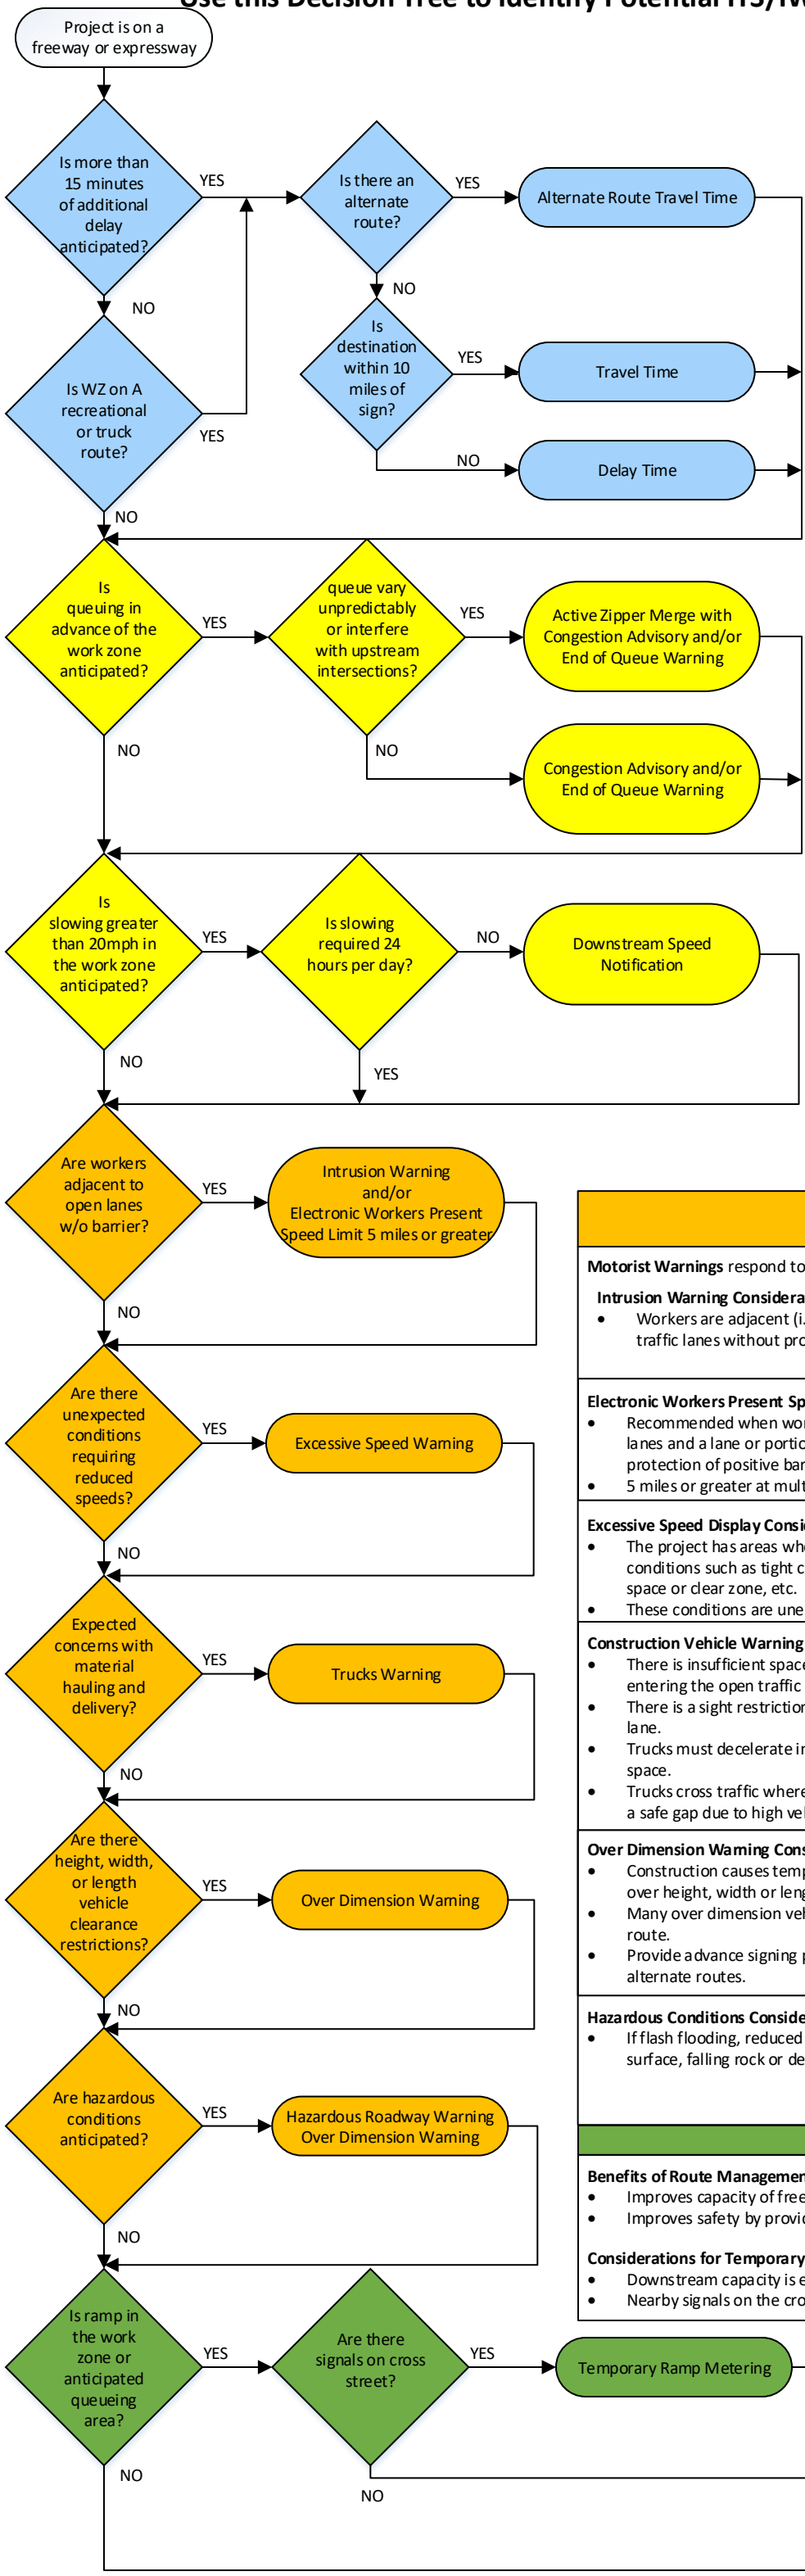 Use this Decision Tree to Identify Potential ITS/IW
Project is on a
freeway or expressway
Is more than
15 minutes
of additional
delay
anticipated?
YES
Is there an
alternate
route?
YES
Alternate Route Travel Time
NO
NO
Is
destination
within 10
miles of
sign?
YES
Travel Time
Is WZ on A
recreational
or truck
route?
YES
NO
Delay Time
NO
Is
queuing in
advance of the
work zone
anticipated?
YES
queue vary
unpredictably
or interfere
with upstream
intersections?
YES
Active Zipper Merge with
Congestion Advisory and/or
End of Queue Warning
NO
NO
Congestion Advisory and/or
End of Queue Warning
Is
slowing greater
than 20mph in
the work zone
anticipated?
YES
Is slowing
required 24
hours per day?
NO
Downstream Speed
Notification
NO
YES
Are workers
adjacent to
open lanes
w/o barrier?
YES
Intrusion Warning
and/or
Electronic Workers Present
Speed Limit 5 miles or greater
NO
Are there
unexpected
conditions
requiring
reduced
speeds?
YES
Excessive Speed Warning
NO
Expected
concerns with
material
hauling and
delivery?
YES
Trucks Warning
NO
Are there
height, width,
or length
vehicle
clearance
restrictions?
YES
Over Dimension Warning
NO
Are hazardous
conditions
anticipated?
YES
Hazardous Roadway Warning
Over Dimension Warning
NO
Is ramp in
the work
zone or
anticipated
queueing
area?
YES
Are there
signals on cross
street?
YES
Temporary Ramp Metering
NO
NO
Motorist Warnings respond to
Intrusion Warning Considera
• Workers are adjacent (i.
traffic lanes without pro
Electronic Workers Present Sp
• Recommended when wor
lanes and a lane or portio
protection of positive bar
• 5 miles or greater at mult
Excessive Speed Display Consi
• The project has areas whe
conditions such as tight c
space or clear zone, etc.
• These conditions are une
Construction Vehicle Warning
• There is insufficient space
entering the open traffic
• There is a sight restriction
lane.
• Trucks must decelerate in
space.
• Trucks cross traffic where
a safe gap due to high veh
Over Dimension Warning Cons
• Construction causes temp
over height, width or leng
• Many over dimension veh
route.
• Provide advance signing p
alternate routes.
Hazardous Conditions Conside
• If flash flooding, reduced
surface, falling rock or de
Benefits of Route Managemen
• Improves capacity of free
• Improves safety by provid
Considerations for Temporary
• Downstream capacity is e
• Nearby signals on the cro